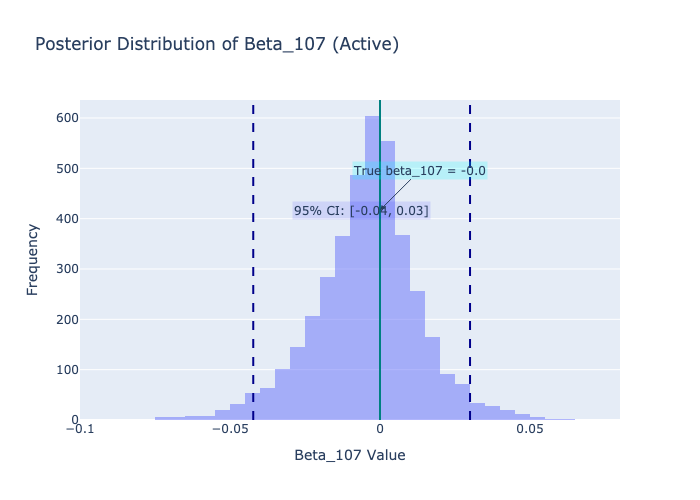 Posterior Distribution of Beta_107 (Active)
600
500
400
300
200
100
0
Frequency
True beta_107 = -0.0
95% CI: [-0.04, 0.03]
−0.1
−0.05
0
0.05
Beta_107 Value